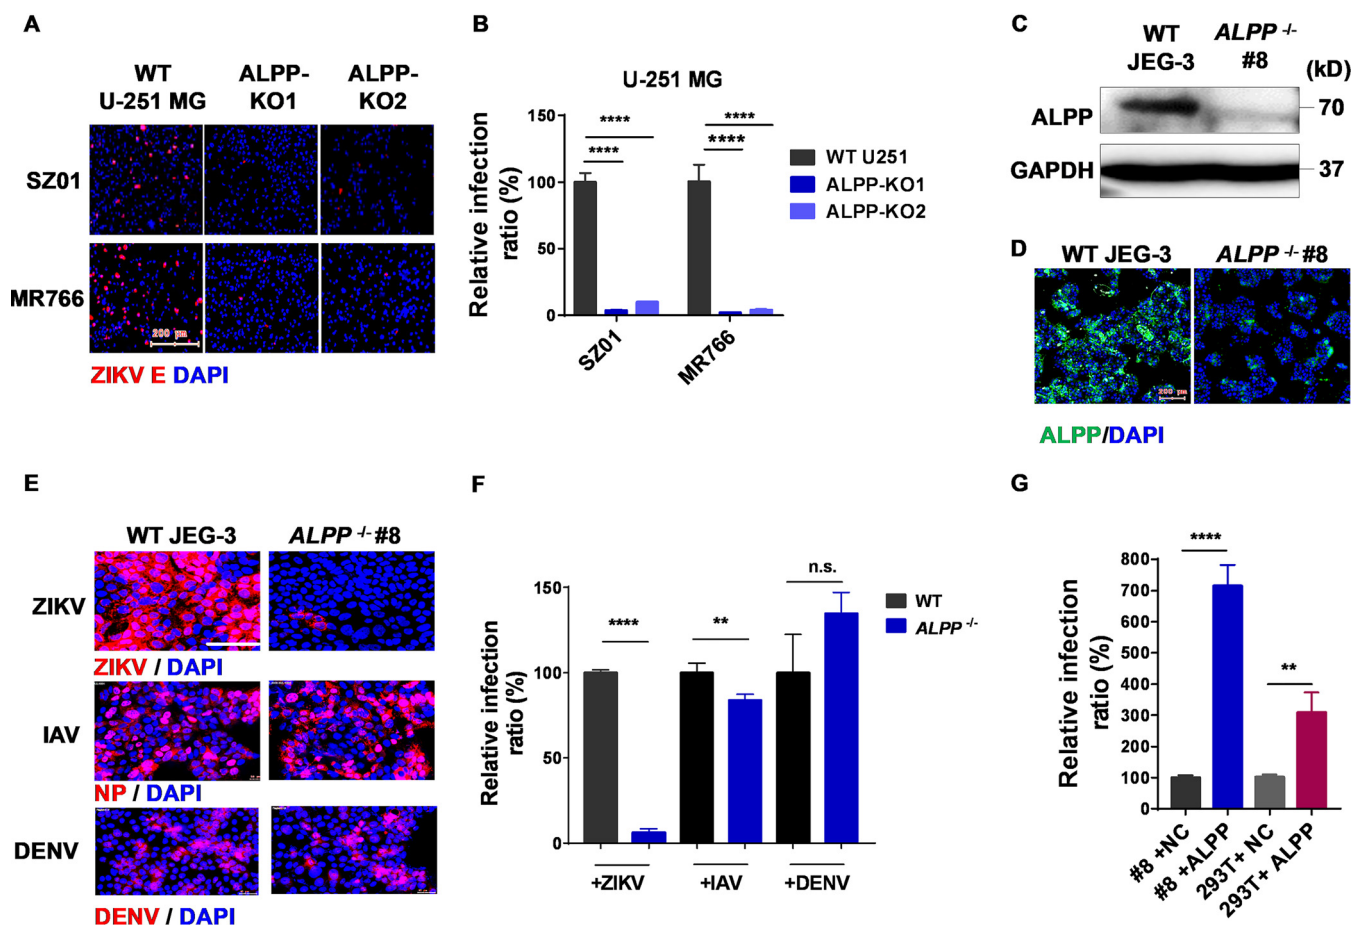 A
WT
U-251 MG
ALPP-
KO1
ALPP-
KO2
SZ01
MR766
200 µm
ZIKV E DAPI
B
U-251 MG
Relative infection
ratio (%)
150
100
50
0
****
****
****
****
SZ01
MR766
WT U251
ALPP-KO1
ALPP-KO2
C
WT
JEG-3
ALPP -/-
#8
(kD)
ALPP
70
GAPDH
37
D
WT JEG-3
ALPP -/- #8
200 µm
ALPP/DAPI
E
WT JEG-3
ALPP -/- #8
ZIKV
ZIKV / DAPI
IAV
NP / DAPI
DENV
DENV / DAPI
F
Relative infection
ratio (%)
150
100
50
0
****
**
n.s.
+ZIKV
+IAV
+DENV
WT
ALPP -/-
G
Relative infection
ratio (%)
800
700
600
500
400
300
200
100
0
****
**
#8 +NC
#8 +ALPP
293T+ NC
293T+ ALPP